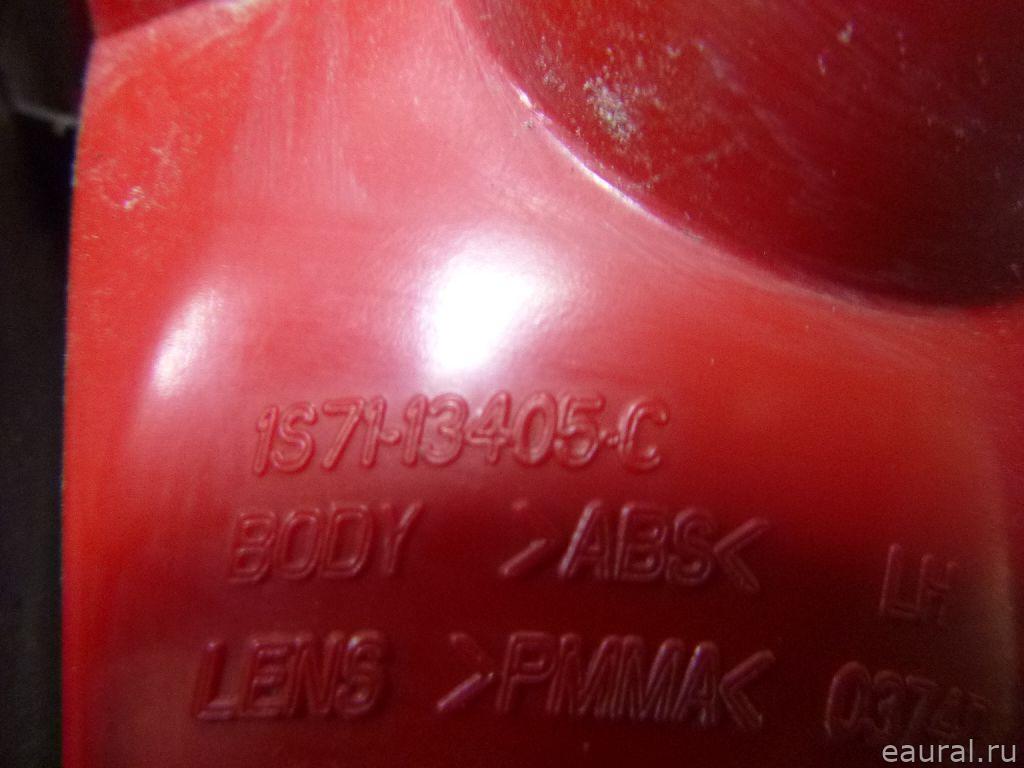 1S71-13405-C
BODY >ABS<
LH
LENS >PMMA<
eaural.ru